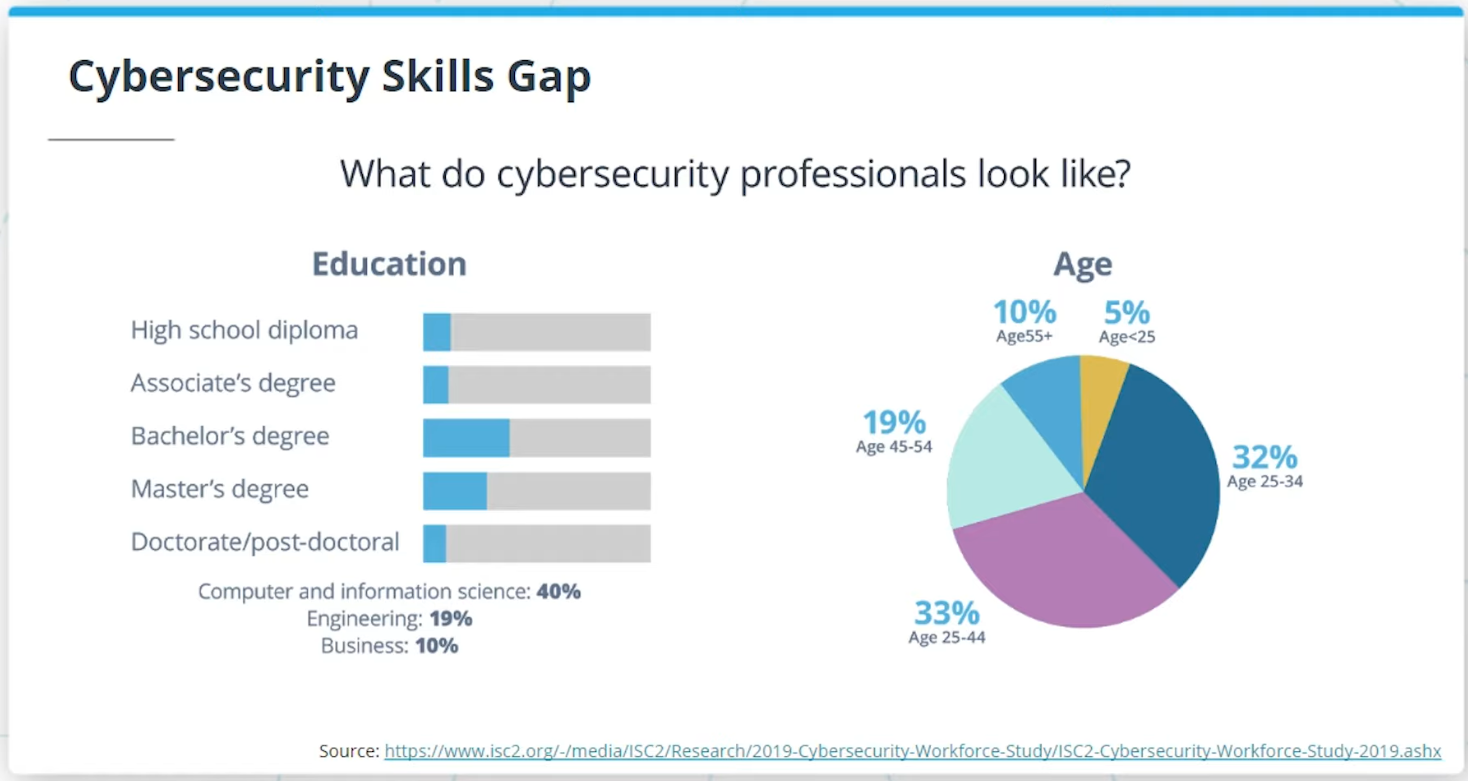 Cybersecurity Skills Gap
What do cybersecurity professionals look like?
Education
High school diploma
Associate's degree
Bachelor's degree
Master's degree
Doctorate/post-doctoral
Computer and information science: 40%
Engineering: 19%
Business: 10%
Age
10%
Age55+
5%
Age<25
19%
Age 45-54
32%
Age 25-34
33%
Age 25-44
Source: https://www.isc2.org/-/media/ISC2/Research/2019-Cybersecurity-Workforce-Study/ISC2-Cybersecurity-Workforce-Study-2019.ashx